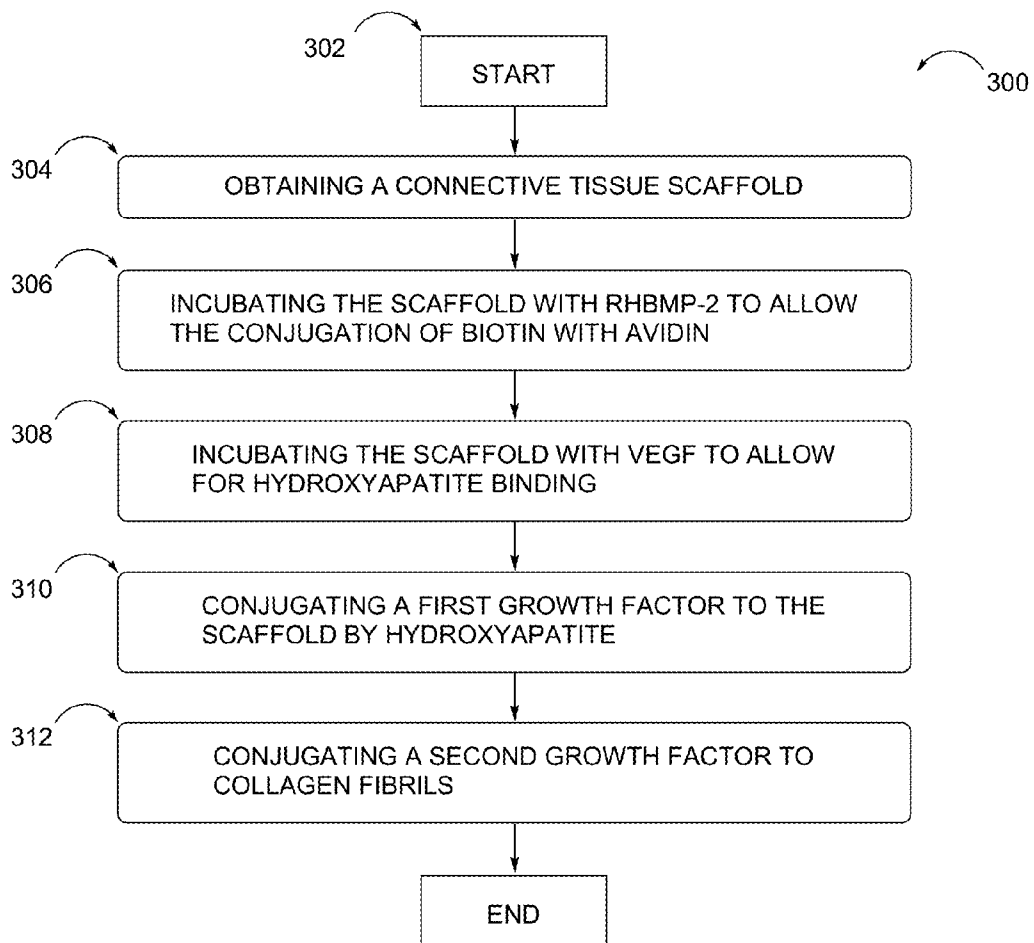 302
START
300
304
OBTAINING A CONNECTIVE TISSUE SCAFFOLD
306
INCUBATING THE SCAFFOLD WITH RHBMP-2 TO ALLOW
THE CONJUGATION OF BIOTIN WITH AVIDIN
308
INCUBATING THE SCAFFOLD WITH VEGF TO ALLOW
FOR HYDROXYAPATITE BINDING
310
CONJUGATING A FIRST GROWTH FACTOR TO THE
SCAFFOLD BY HYDROXYAPATITE
312
CONJUGATING A SECOND GROWTH FACTOR TO
COLLAGEN FIBRILS
END